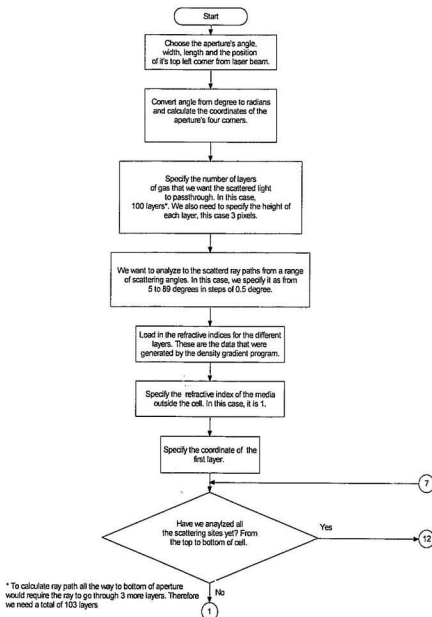 Start
Choose the aperture's angle,
width, length and the position
of it's top left corner from laser beam.
Convert angle from degree to radians
and calculate the coordinates of the
aperture's four corners.
Specify the number of layers
of gas that we want the scattered light
to passthrough. In this case,
100 layers*. We also need to specify the height of
each layer, this case 3 pixels.
We want to analyze to the scatterd ray paths from a range
of scattering angles. In this case, we specify it as from
5 to 89 degrees in steps of 0.5 degree.
Load in the refractive indices for the different
layers. These are the data that were
generated by the density gradient program.
Specify the refractive index of the media
outside the cell. In this case, it is 1.
Specify the coordinate of the
first layer.
7
Have we anaylzed all
the scattering sites yet? From
the top to bottom of cell.
Yes
12
No
1
* To calculate ray path all the way to bottom of aperture
would require the ray to go through 3 more layers. Therefore
we need a total of 103 layers